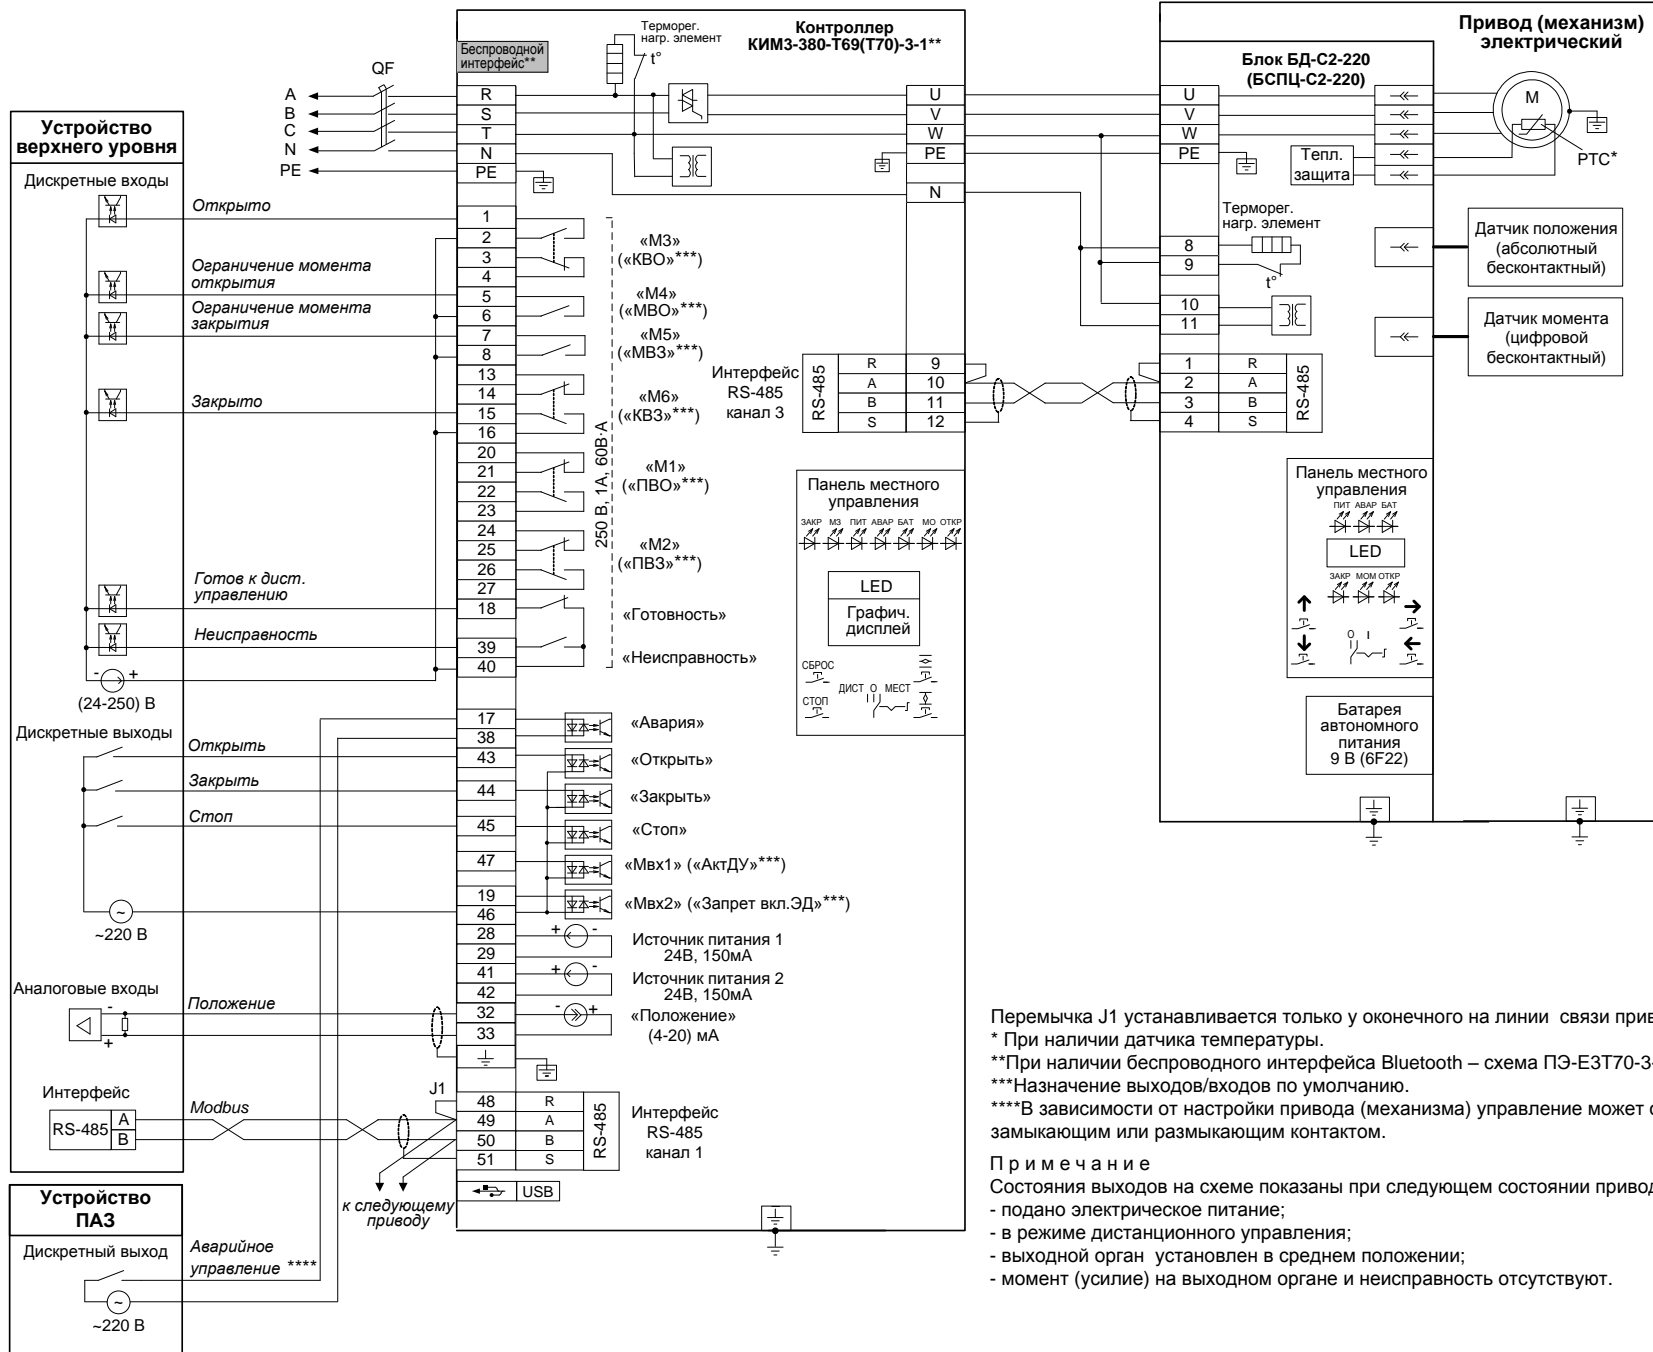 Устройство
верхнего уровня
Дискретные входы
- +
(24-250) В
Дискретные выходы
~
~220 В
Аналоговые входы
-
+
Интерфейс
RS-485
A
B
Устройство
ПАЗ
Дискретный выход
~
~220 В
QF
A
B
C
N
PE
Открыто
Ограничение момента
открытия
Ограничение момента
закрытия
Закрыто
Готов к дист.
управлению
Неисправность
Открыть
Закрыть
Стоп
Положение
Modbus
J1
к следующему
приводу
Аварийное
управление ****
Контроллер
КИМ3-380-Т69(Т70)-3-1**
Беспроводной
интерфейс**
Терморег.
нагр. элемент
t°
R
S
T
N
PE
1
2
3
4
5
6
7
8
13
14
15
16
20
21
22
23
24
25
26
27
18
39
40
17
38
43
44
45
47
19
46
28
29
41
42
32
33
48 R
49 A
50 B
51 S
RS-485
USB
«М3»
(«КВО»***)
«М4»
(«МВО»***)
«М5»
(«МВЗ»***)
«М6»
(«КВЗ»***)
«М1»
(«ПВО»***)
«М2»
(«ПВЗ»***)
«Готовность»
«Неисправность»
250 В, 1А, 60В·А
«Авария»
«Открыть»
«Закрыть»
«Стоп»
«Мвх1» («АктДУ»***)
«Мвх2» («Запрет вкл.ЭД»***)
+ -
Источник питания 1
24В, 150мА
+ -
Источник питания 2
24В, 150мА
- +
«Положение»
(4-20) мА
Интерфейс
RS-485
канал 1
U
V
W
PE
N
Интерфейс
RS-485
канал 3
RS-485
R 9
A 10
B 11
S 12
Панель местного
управления
ЗАКР МЗ ПИТ АВАР БАТ МО ОТКР
LED
Графич.
дисплей
СБРОС
СТОП
ДИСТ О МЕСТ
Привод (механизм)
электрический
Блок БД-С2-220
(БСПЦ-С2-220)
U
V
W
PE
Тепл.
защита
M
PTC*
Терморег.
нагр. элемент
t°
8
9
10
11
1 R
2 A
3 B
4 S
RS-485
Датчик положения
(абсолютный
бесконтактный)
Датчик момента
(цифровой
бесконтактный)
Панель местного
управления
ПИТ АВАР БАТ
LED
ЗАКР МОМ ОТКР
О I
Батарея
автономного
питания
9 В (6F22)
Перемычка J1 устанавливается только у оконечного на линии связи прив
* При наличии датчика температуры.
**При наличии беспроводного интерфейса Bluetooth – схема ПЭ-Е3Т70-3-
***Назначение выходов/входов по умолчанию.
****В зависимости от настройки привода (механизма) управление может о
замыкающим или размыкающим контактом.
П р и м е ч а н и е
Состояния выходов на схеме показаны при следующем состоянии привод
- подано электрическое питание;
- в режиме дистанционного управления;
- выходной орган установлен в среднем положении;
- момент (усилие) на выходном органе и неисправность отсутствуют.